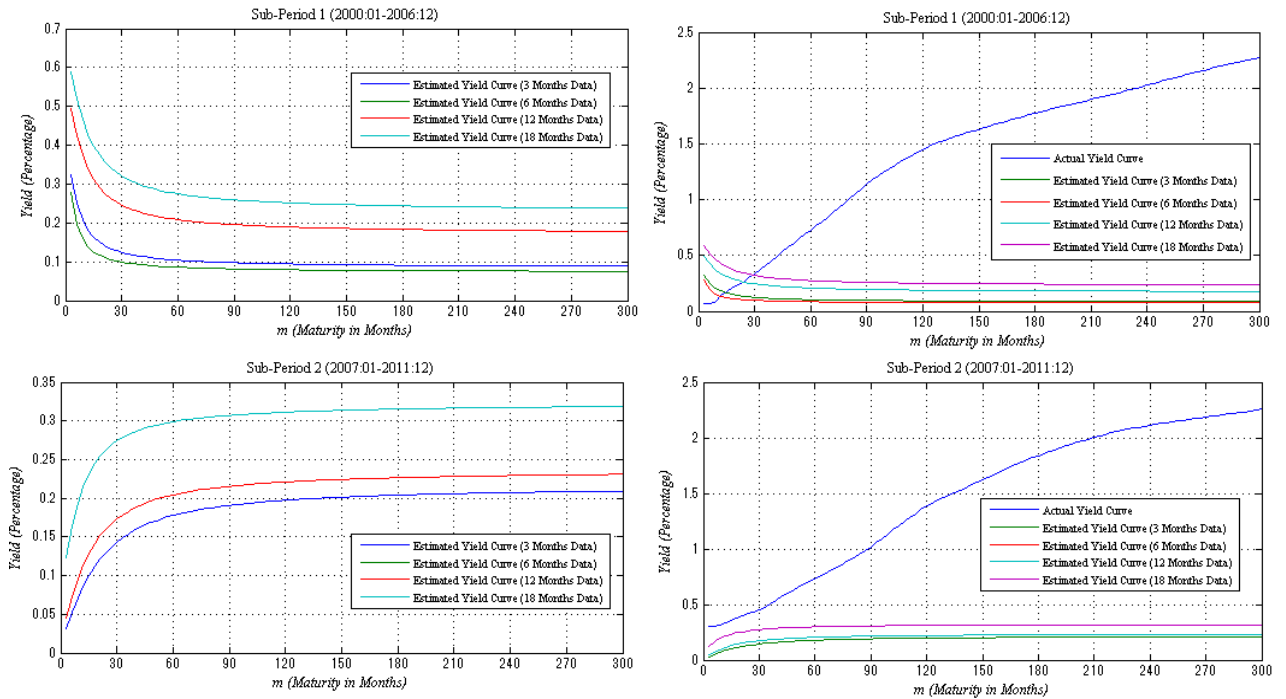 Sub-Period 1 (2000:01-2006:12)
0.7
0.6
0.5
0.4
0.3
0.2
0.1
0
Yield (Percentage)
Estimated Yield Curve (3 Months Data)
Estimated Yield Curve (6 Months Data)
Estimated Yield Curve (12 Months Data)
Estimated Yield Curve (18 Months Data)
0 30 60 90 120 150 180 210 240 270 300
m (Maturity in Months)
Sub-Period 1 (2000:01-2006:12)
2.5
2
1.5
1
0.5
0
Yield (Percentage)
Actual Yield Curve
Estimated Yield Curve (3 Months Data)
Estimated Yield Curve (6 Months Data)
Estimated Yield Curve (12 Months Data)
Estimated Yield Curve (18 Months Data)
0 30 60 90 120 150 180 210 240 270 300
m (Maturity in Months)
Sub-Period 2 (2007:01-2011:12)
0.35
0.3
0.25
0.2
0.15
0.1
0.05
0
Yield (Percentage)
Estimated Yield Curve (3 Months Data)
Estimated Yield Curve (6 Months Data)
Estimated Yield Curve (12 Months Data)
Estimated Yield Curve (18 Months Data)
0 30 60 90 120 150 180 210 240 270 300
m (Maturity in Months)
Sub-Period 2 (2007:01-2011:12)
2.5
2
1.5
1
0.5
0
Yield (Percentage)
Actual Yield Curve
Estimated Yield Curve (3 Months Data)
Estimated Yield Curve (6 Months Data)
Estimated Yield Curve (12 Months Data)
Estimated Yield Curve (18 Months Data)
0 30 60 90 120 150 180 210 240 270 300
m (Maturity in Months)